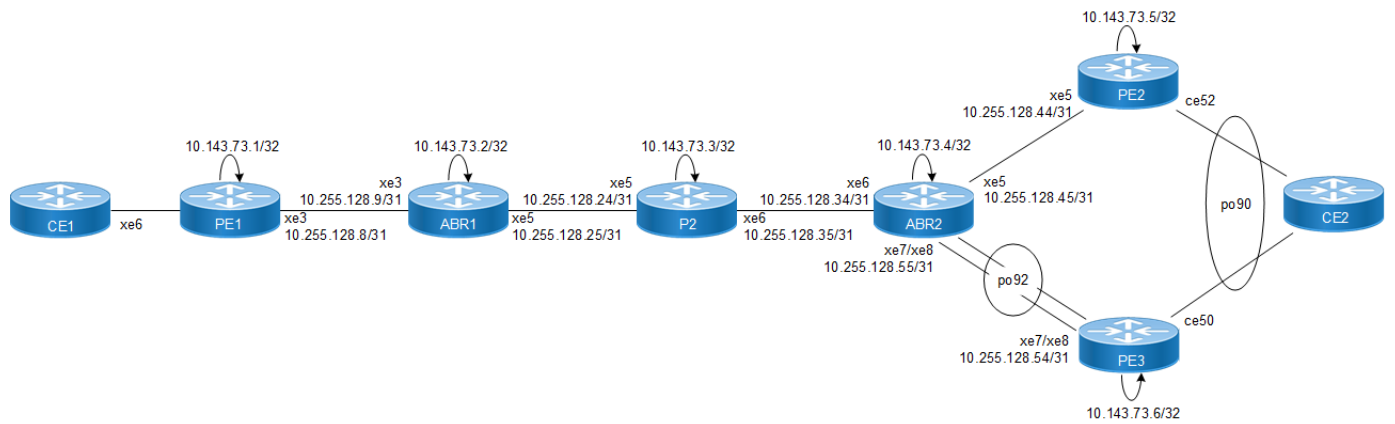 10.143.73.5/32
PE2
xe5
10.255.128.44/31
ce52
10.143.73.1/32
10.143.73.2/32
10.143.73.3/32
10.143.73.4/32
CE1
xe6
PE1
xe3
10.255.128.9/31
xe3
10.255.128.8/31
ABR1
xe5
10.255.128.24/31
xe5
10.255.128.25/31
P2
xe6
10.255.128.34/31
xe6
10.255.128.35/31
ABR2
xe5
10.255.128.45/31
xe7/xe8
10.255.128.55/31
po92
po90
CE2
ce50
xe7/xe8
10.255.128.54/31
PE3
10.143.73.6/32